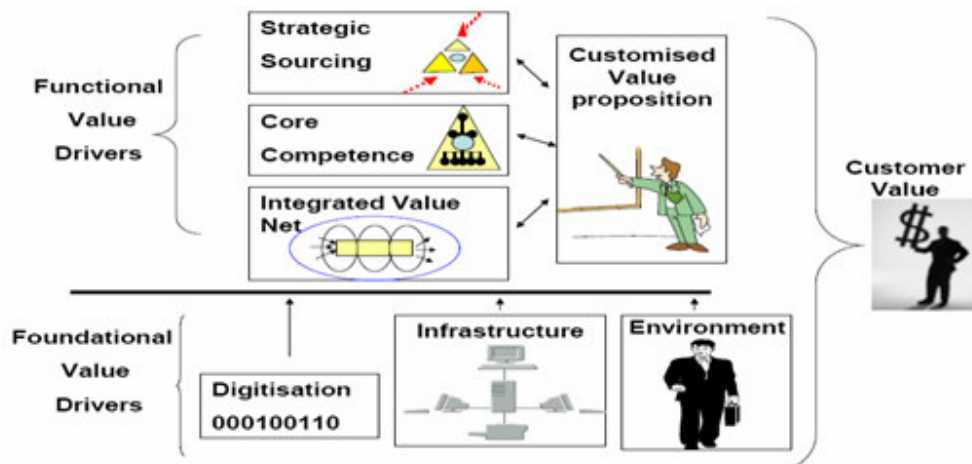 Functional
Value
Drivers
Strategic
Sourcing
Core
Competence
Integrated Value
Net
Customised
Value
proposition
Customer
Value
Foundational
Value
Drivers
Digitisation
000100110
Infrastructure
Environment